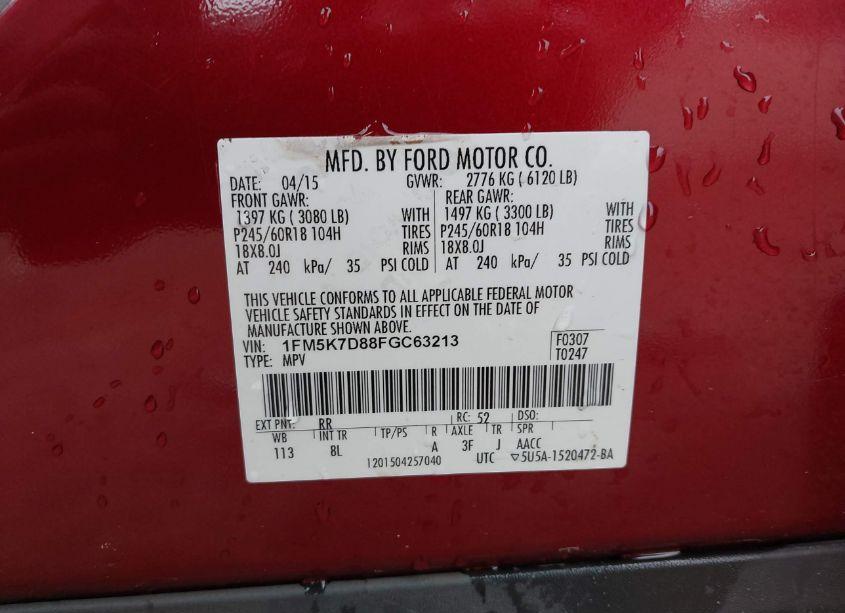 MFD. BY FORD MOTOR CO.
DATE: 04/15 GVWR: 2776 KG ( 6120 LB)
FRONT GAWR: REAR GAWR:
1397 KG ( 3080 LB) WITH 1497 KG ( 3300 LB) WITH
P245/60R18 104H TIRES P245/60R18 104H TIRES
18X8.0J RIMS 18X8.0J RIMS
AT 240 kPa/ 35 PSI COLD AT 240 kPa/ 35 PSI COLD
THIS VEHICLE CONFORMS TO ALL APPLICABLE FEDERAL MOTOR
VEHICLE SAFETY STANDARDS IN EFFECT ON THE DATE OF
MANUFACTURE SHOWN ABOVE.
VIN: 1FM5K7D88FGC63213 F0307
TYPE: MPV T0247
EXT PNT: RR RC: 52 DSO:
WB INT TR TP/PS R AXLE TR SPR
113 8L A 3F J AACC
1201504257040 UTC ▽5U5A-1520472-BA